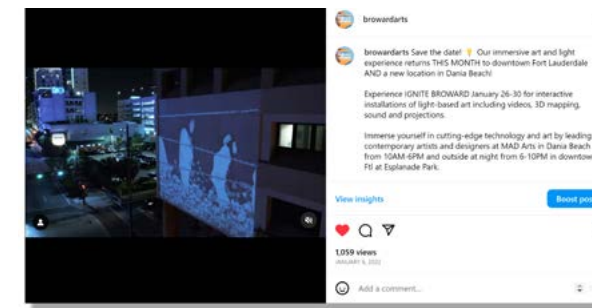 browardarts
browardarts Save the date! 💡 Our immersive art and light
experience returns THIS MONTH to downtown Fort Lauderdale
AND a new location in Dania Beach!
Experience IGNITE BROWARD January 26-30 for interactive
installations of light-based art including videos, 3D mapping,
sound and projections.
Immerse yourself in cutting-edge technology and art by leading
contemporary artists and designers at MAD Arts in Dania Beach
from 10AM-6PM and outside at night from 6-10PM in downtown
Ftl at Esplanade Park.
View insights
Boost pos
1,059 views
JANUARY 5, 2022
Add a comment...